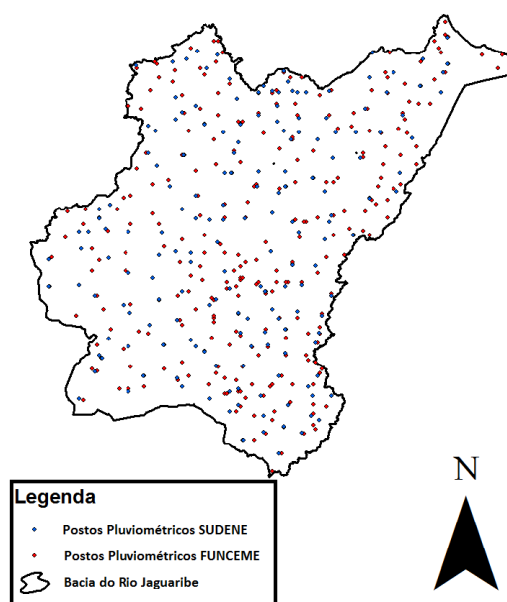 N
Legenda
Postos Pluviométricos SUDENE
Postos Pluviométricos FUNCEME
Bacia do Rio Jaguaribe